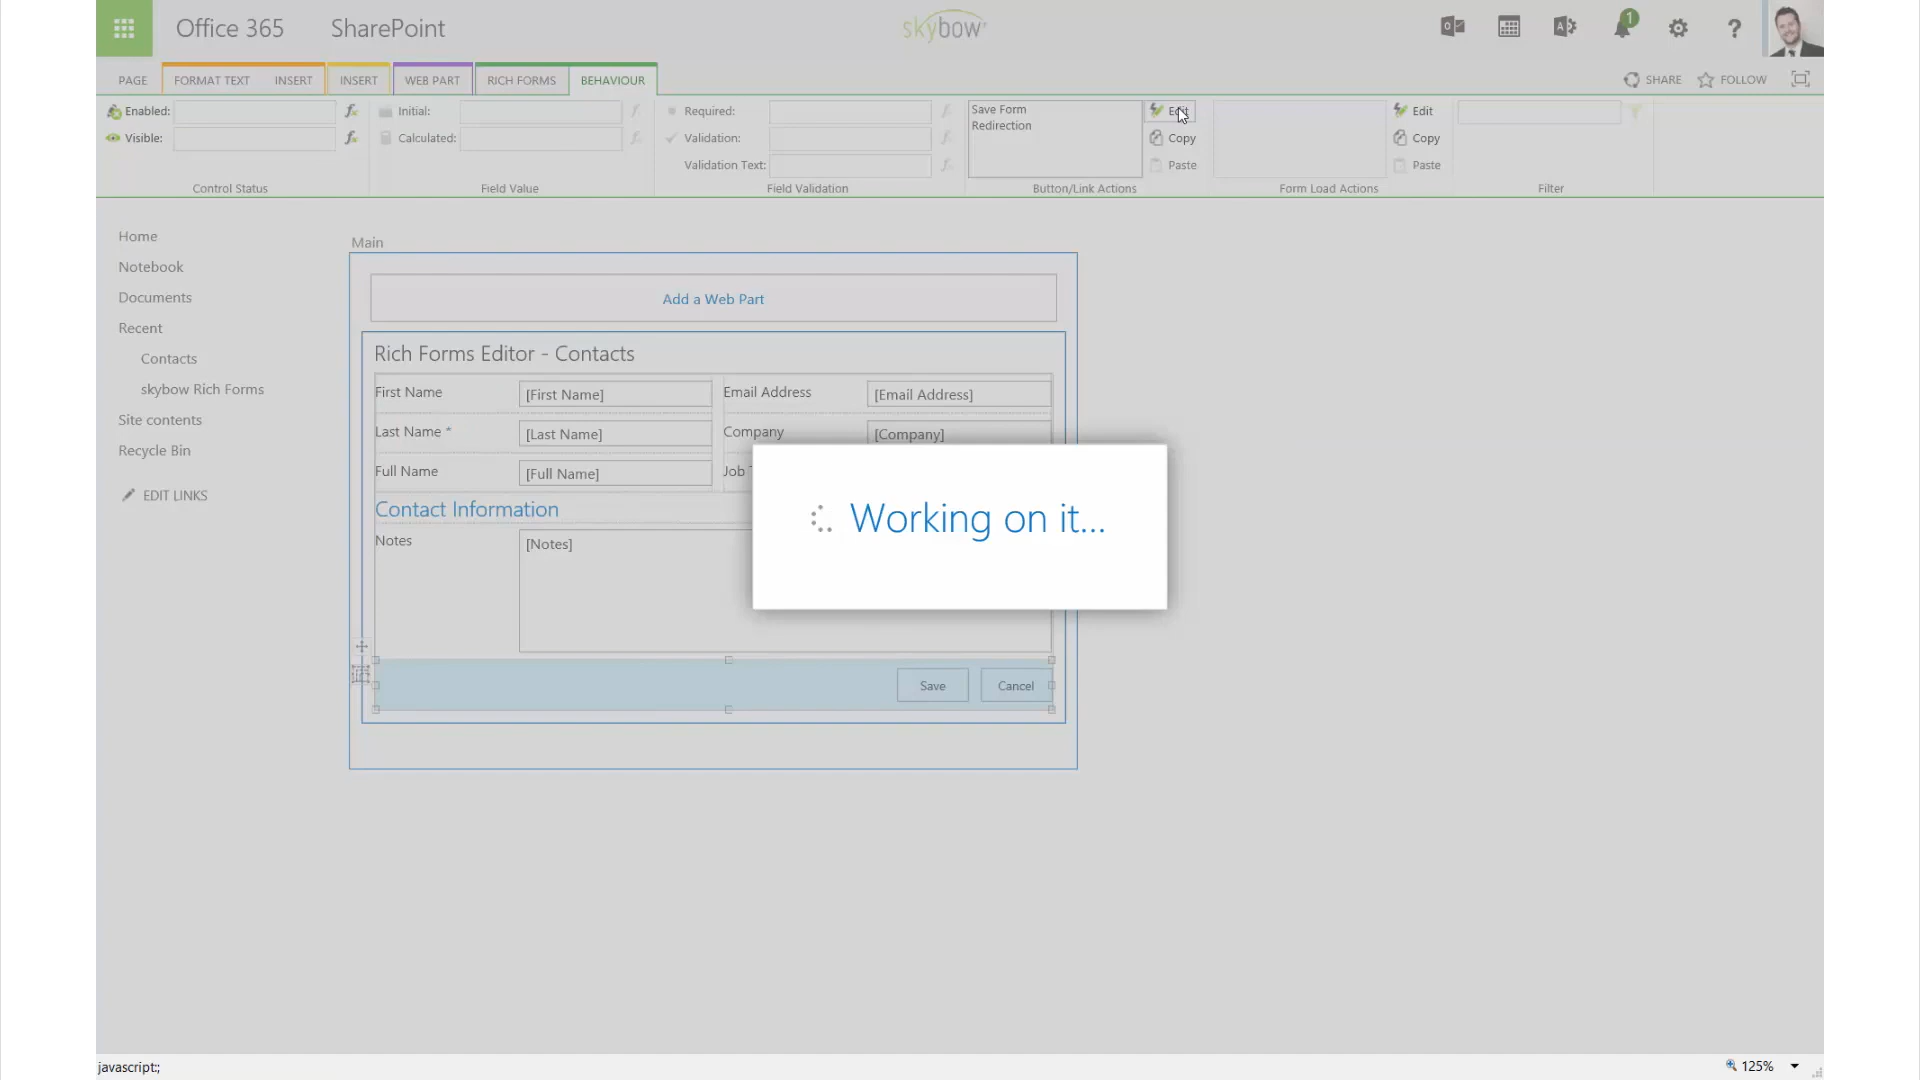 Office 365
SharePoint
skybow
1
?
PAGE
FORMAT TEXT
INSERT
INSERT
WEB PART
RICH FORMS
BEHAVIOUR
SHARE
FOLLOW
Enabled:
Visible:
Control Status
Initial:
Calculated:
Field Value
Required:
Validation:
Validation Text:
Field Validation
Save Form
Redirection
Edit
Copy
Paste
Button/Link Actions
Edit
Copy
Paste
Form Load Actions
Filter
Home
Notebook
Documents
Recent
Contacts
skybow Rich Forms
Site contents
Recycle Bin
EDIT LINKS
Main
Add a Web Part
Rich Forms Editor - Contacts
First Name [First Name] Email Address [Email Address]
Last Name * [Last Name] Company [Company]
Full Name [Full Name] Job
Contact Information
Notes [Notes]
Working on it...
Save Cancel
javascript:;
125%